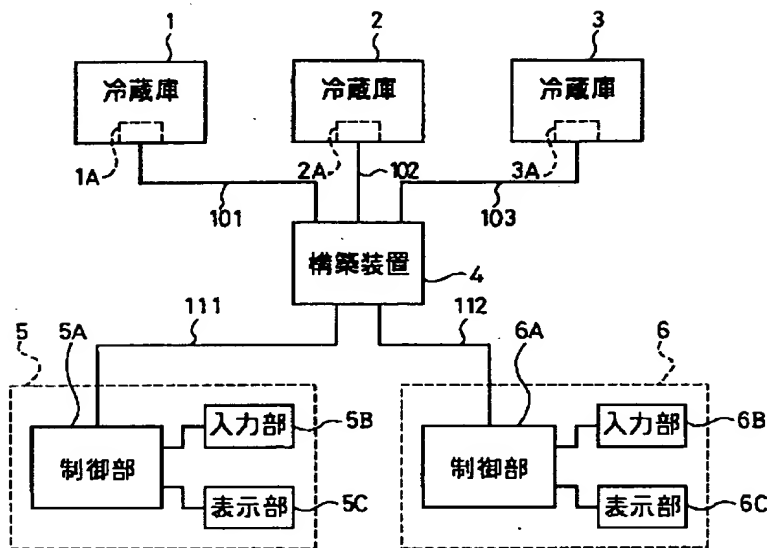 1
2
3
冷蔵庫
冷蔵庫
冷蔵庫
1A
2A
102
3A
101
103
構築装置
4
111
112
5
5A
6A
6
入力部
5B
入力部
6B
制御部
制御部
表示部
5C
表示部
6C